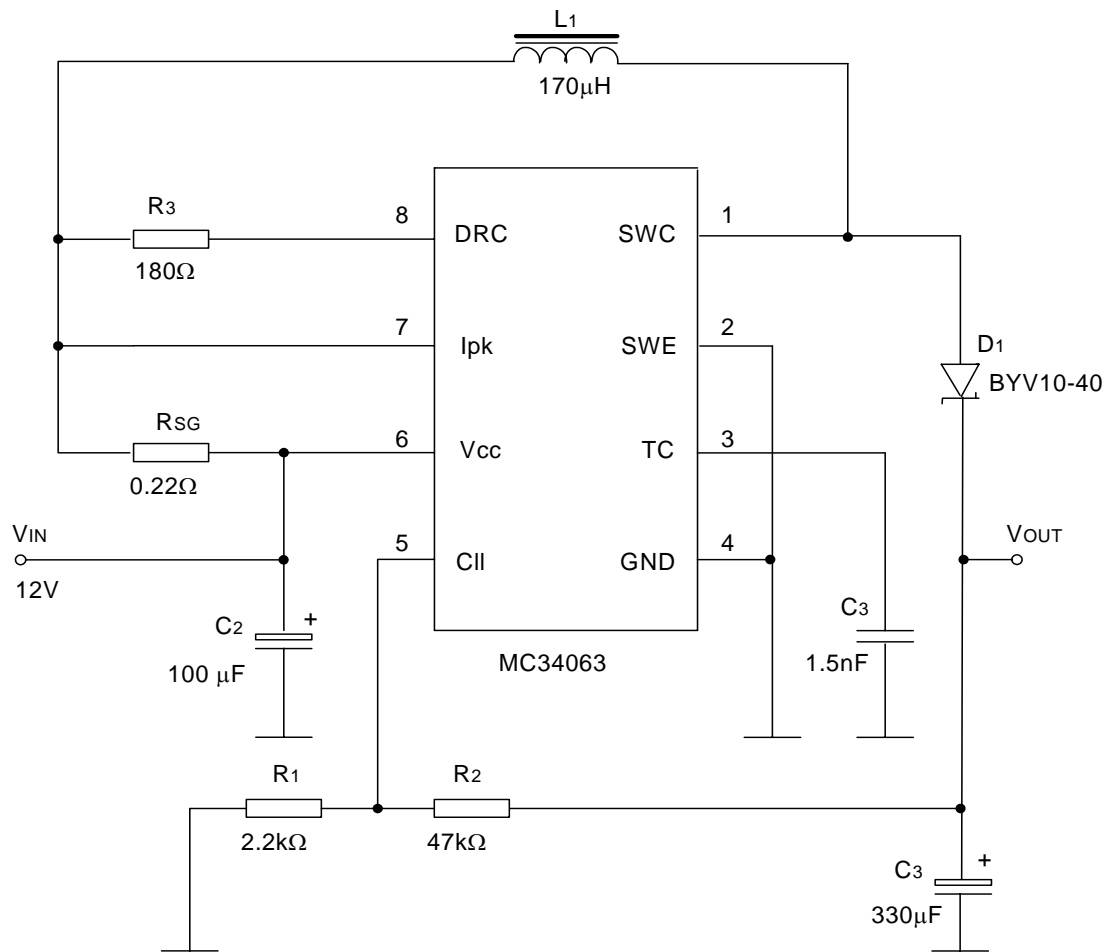 L1
170μH
R3
180Ω
8
DRC
SWC
1
7
Ipk
SWE
2
D1
BYV10-40
RSG
0.22Ω
6
Vcc
TC
3
VIN
12V
5
Cll
GND
4
VOUT
C2
+
100 μF
MC34063
C3
1.5nF
R1
2.2kΩ
R2
47kΩ
C3
+
330μF